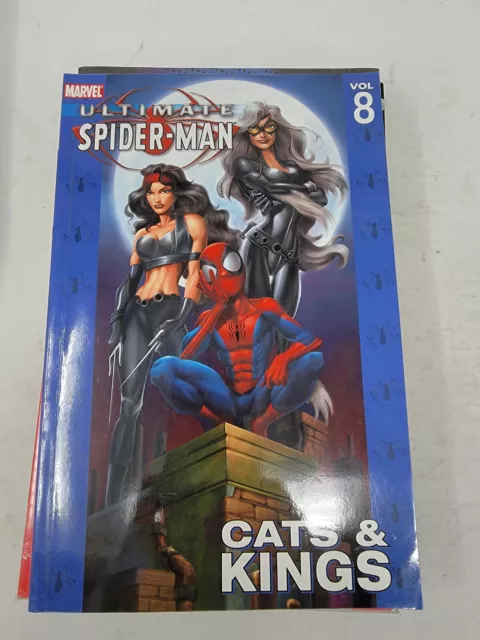 MARVEL
ULTIMATE
SPIDER-MAN
VOL
8
CATS &
KINGS